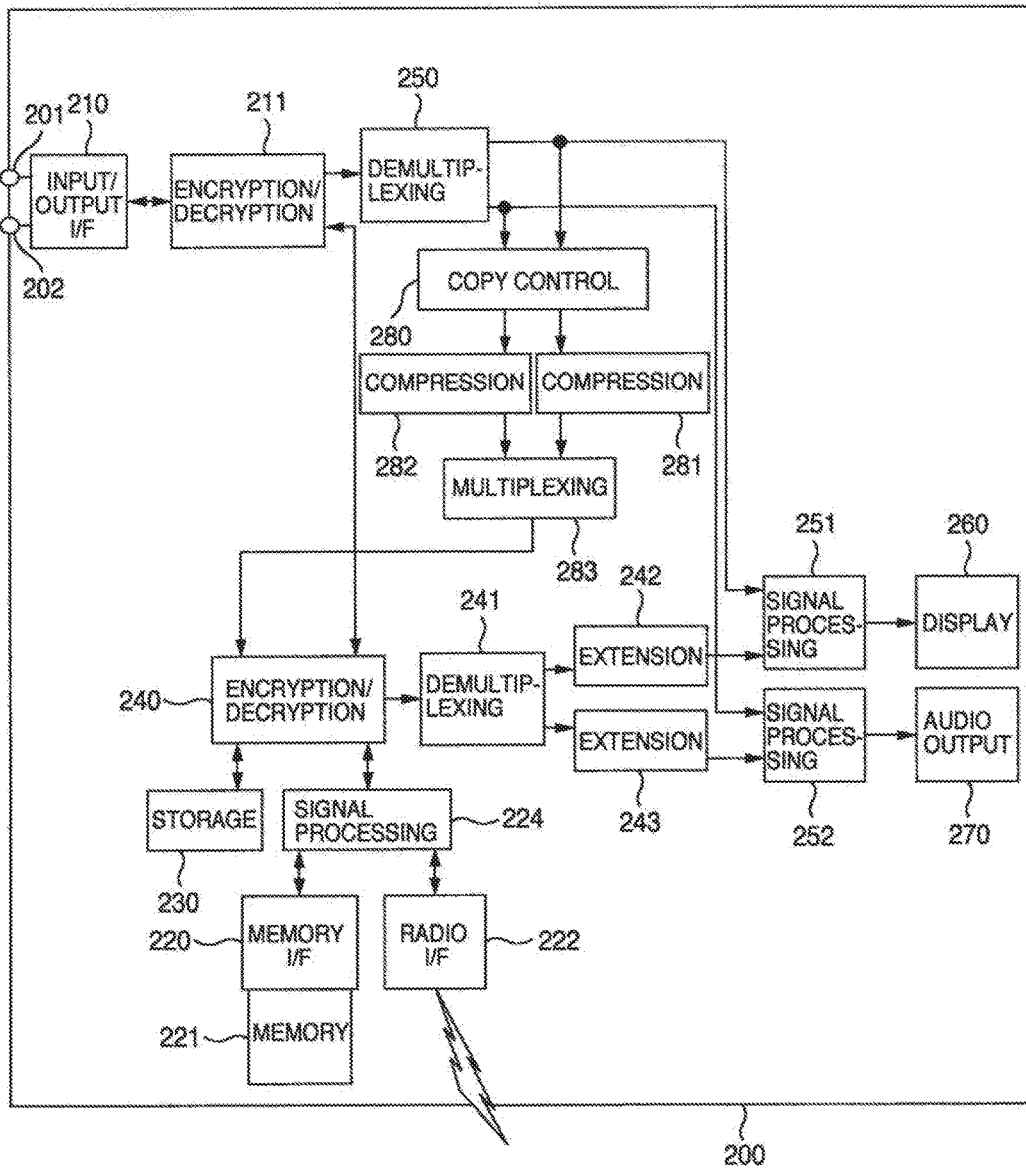 250
210
211
201
INPUT/
OUTPUT
I/F
ENCRYPTION/
DECRYPTION
DEMULTIP-
LEXING
202
COPY CONTROL
280
COMPRESSION
COMPRESSION
282
281
MULTIPLEXING
283
251
260
242
241
SIGNAL
PROCES-
SING
DISPLAY
EXTENSION
240
ENCRYPTION/
DECRYPTION
DEMULTIP-
LEXING
EXTENSION
SIGNAL
PROCES-
SING
AUDIO
OUTPUT
243
252
270
STORAGE
SIGNAL
PROCESSING
224
230
220
MEMORY
I/F
RADIO
I/F
222
221
MEMORY
200